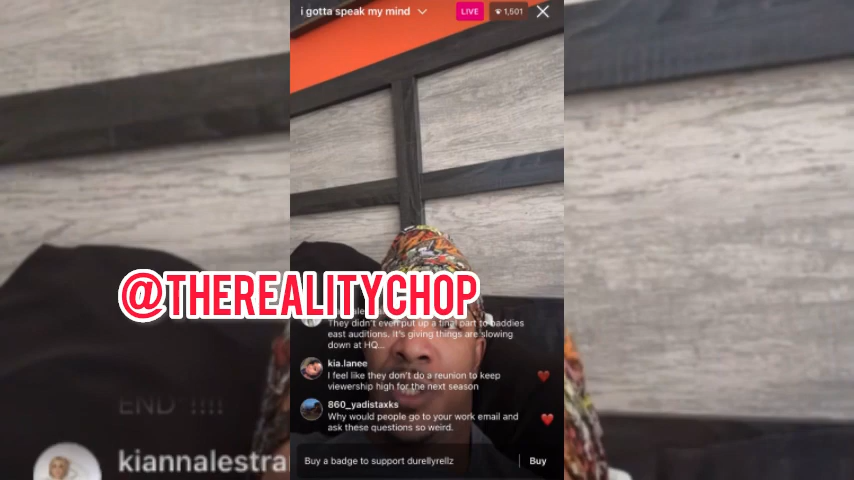 i gotta speak my mind
LIVE
1,501
@THEREALITYCHOP
They didn't even put up a final part to baddies
east auditions. It's giving things are slowing
down at HQ...
kia.lanee
I feel like they don't do a reunion to keep
viewership high for the next season
860_yadistaxks
Why would people go to your work email and
ask these questions so weird.
Buy a badge to support durellyrellz
Buy
END !!!!
kiannalestra